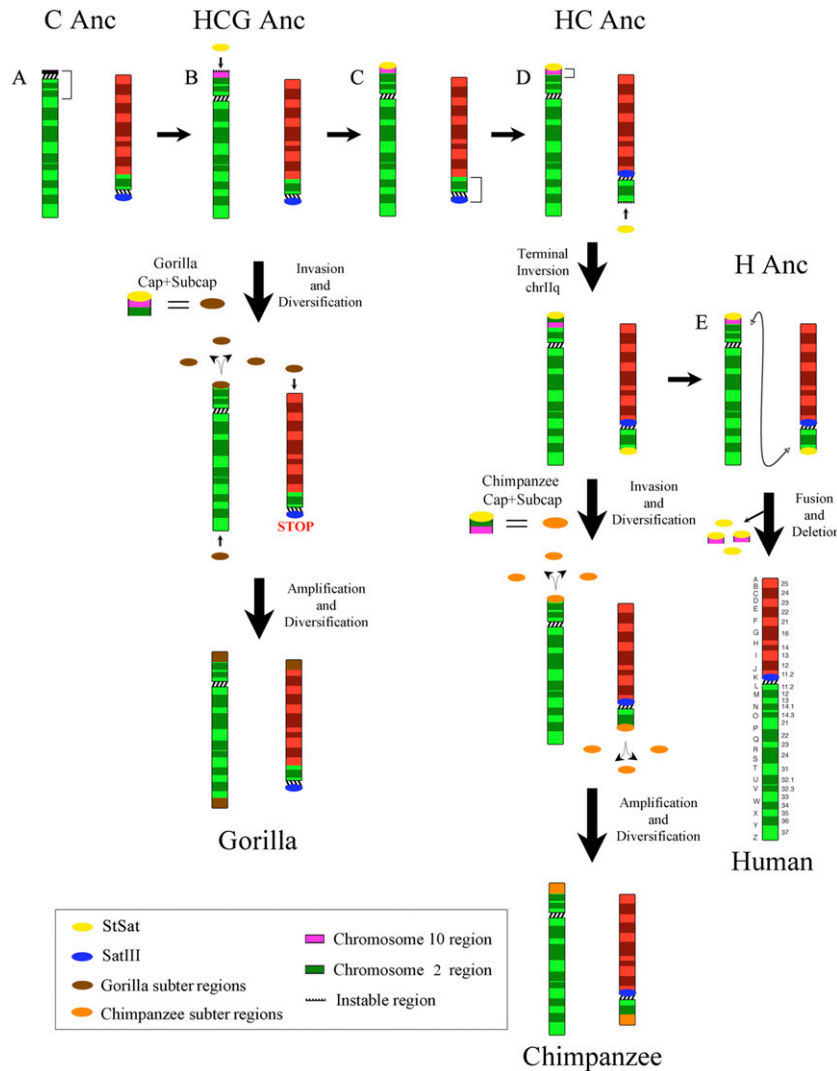 C Anc
HCG Anc
HC Anc
StSat
A
B
C
D
StSat
Gorilla
Cap+Subcap
=
Invasion
and
Diversification
Terminal
Inversion
chrIIq
H Anc
E
STOP
Chimpanzee
Cap+Subcap
=
Invasion
and
Diversification
Fusion
and
Deletion
Amplification
and
Diversification
A
B
C
D
E
F
G
H
I
J
K
L
M
N
O
P
Q
R
S
T
U
V
W
X
Y
Z
25
24
23
22
21
16
14
13
12
11.2
11.2
12
13
14.1
14.3
21
22
23
24
31
32.1
32.3
33
34
35
36
37
Gorilla
Human
Amplification
and
Diversification
StSat
SatIII
Gorilla subter regions
Chimpanzee subter regions
Chromosome 10 region
Chromosome 2 region
Instable region
Chimpanzee